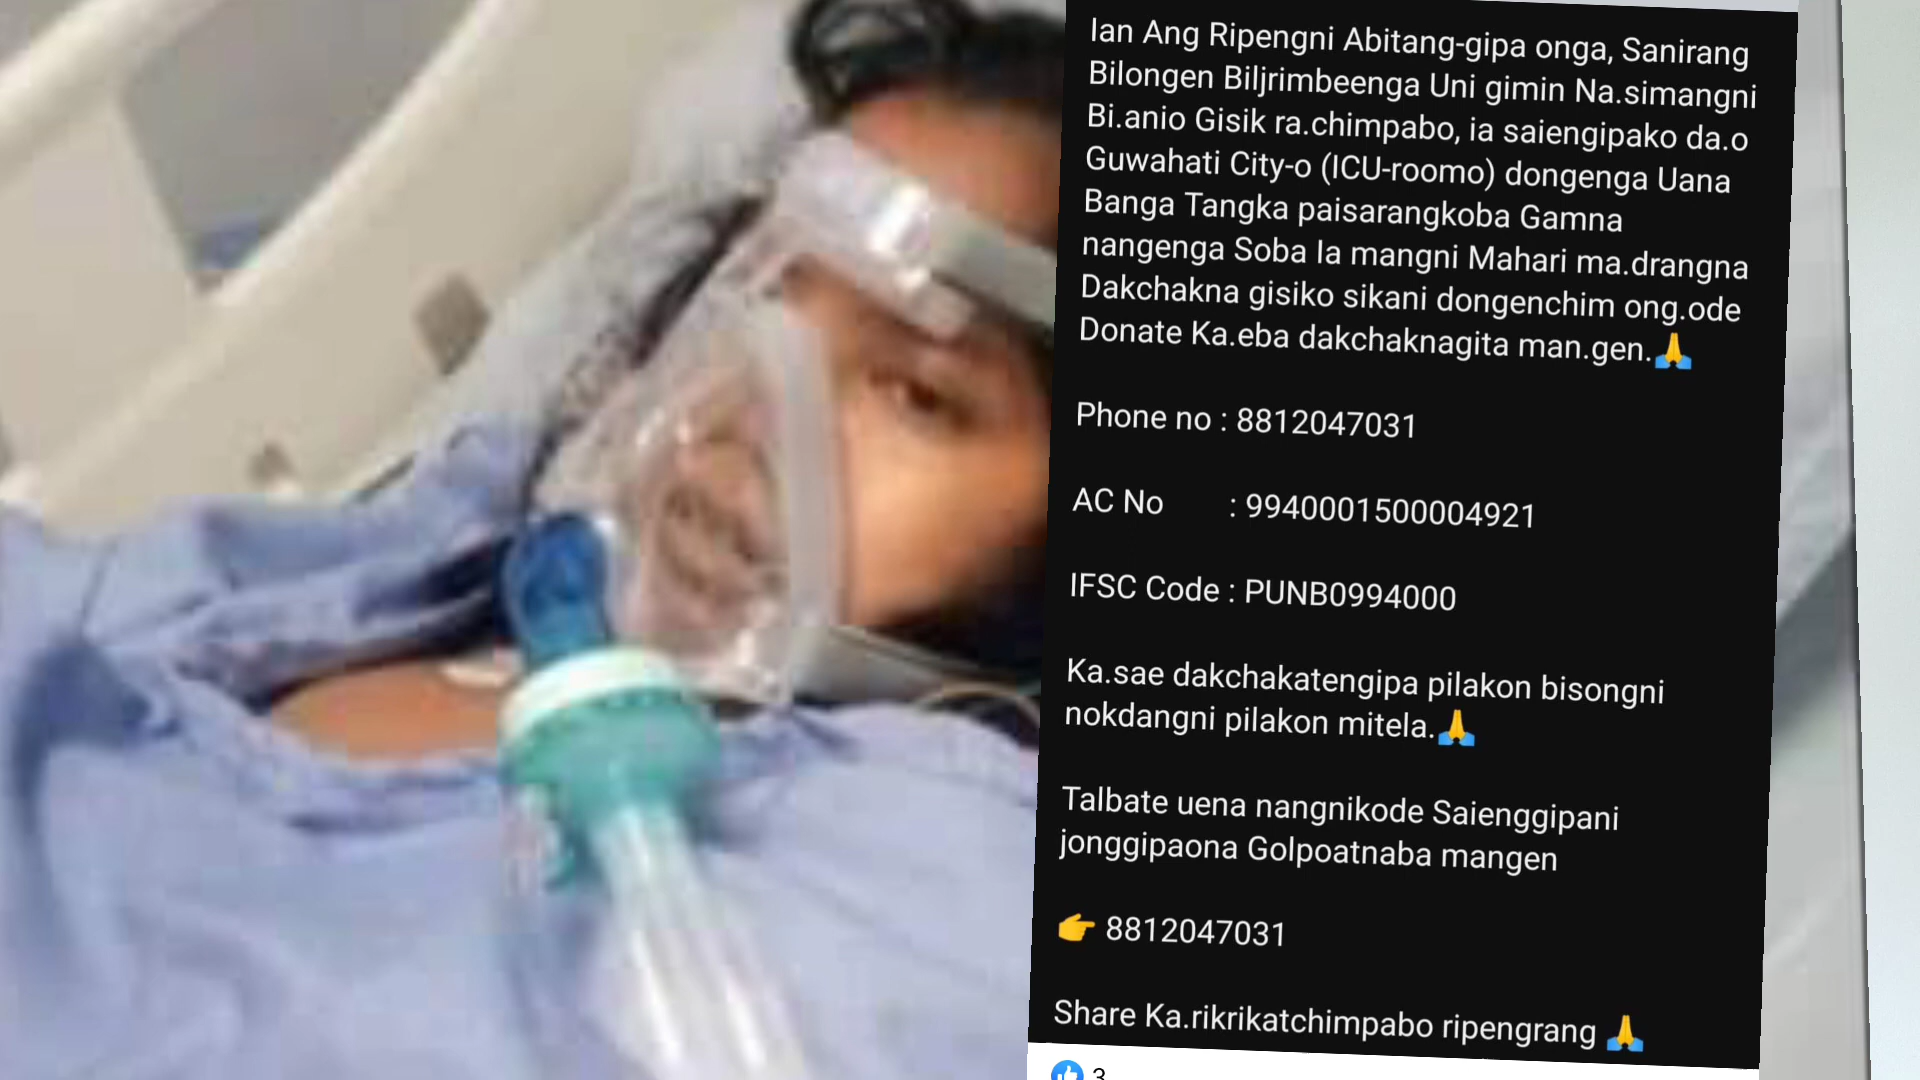 Ian Ang Ripengni Abitang-gipa onga, Sanirang
Bilongen Biljrimbeenga Uni gimin Na.simangni
Bi.anio Gisik ra.chimpabo, ia saiengipako da.o
Guwahati City-o (ICU-roomo) dongenga Uana
Banga Tangka paisarangkoba Gamna
nangenga Soba Ia mangni Mahari ma.drangna
Dakchakna gisiko sikani dongenchim ong.ode
Donate Ka.eba dakchaknagita man.gen.🙏
Phone no : 8812047031
AC No : 9940001500004921
IFSC Code : PUNB0994000
Ka.sae dakchakatengipa pilakon bisongni
nokdangni pilakon mitela.🙏
Talbate uena nangnikode Saienggipani
jonggipaona Golpoatnaba mangen
👉 8812047031
Share Ka.rikrikatchimpabo ripengrang 🙏
3